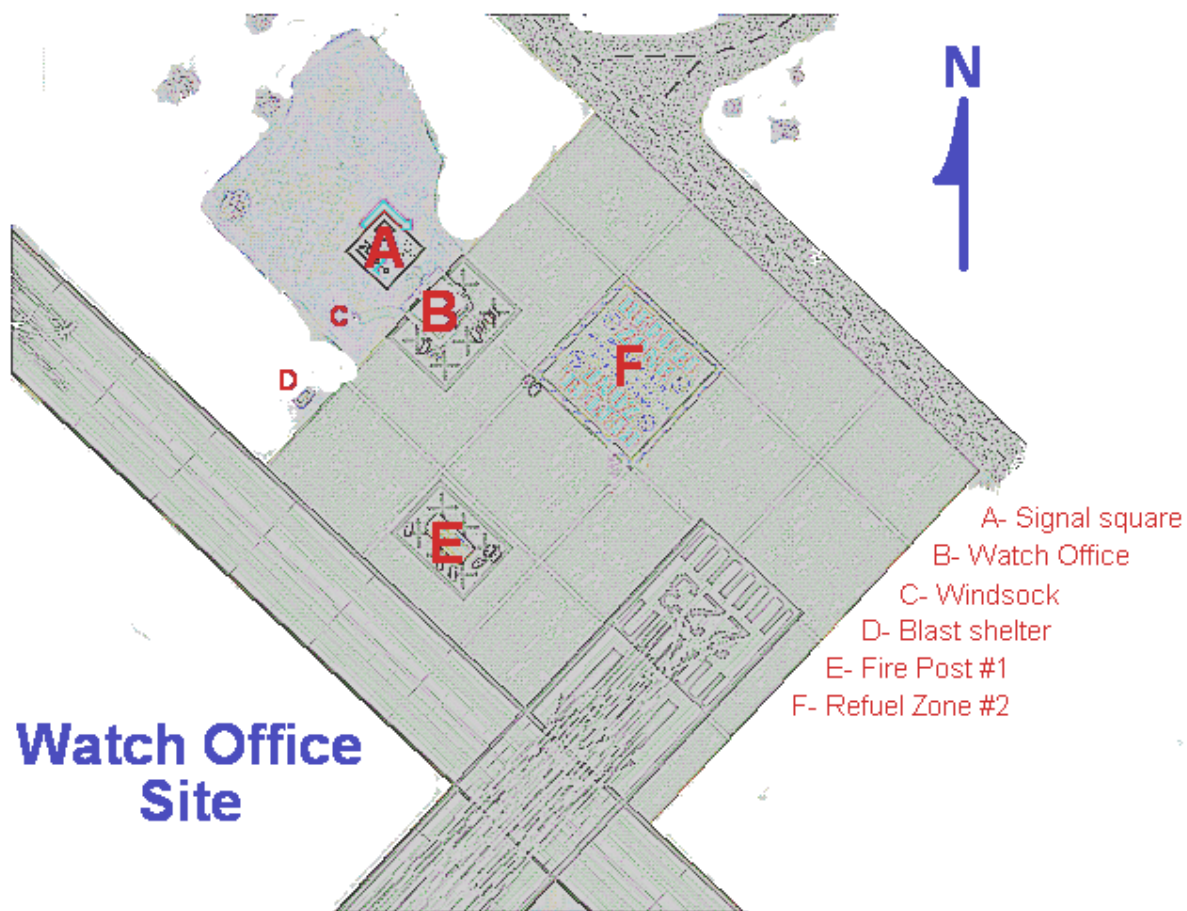 N
A
B
C
D
F
E
A- Signal square
B- Watch Office
C- Windsock
D- Blast shelter
E- Fire Post #1
F- Refuel Zone #2
Watch Office
Site